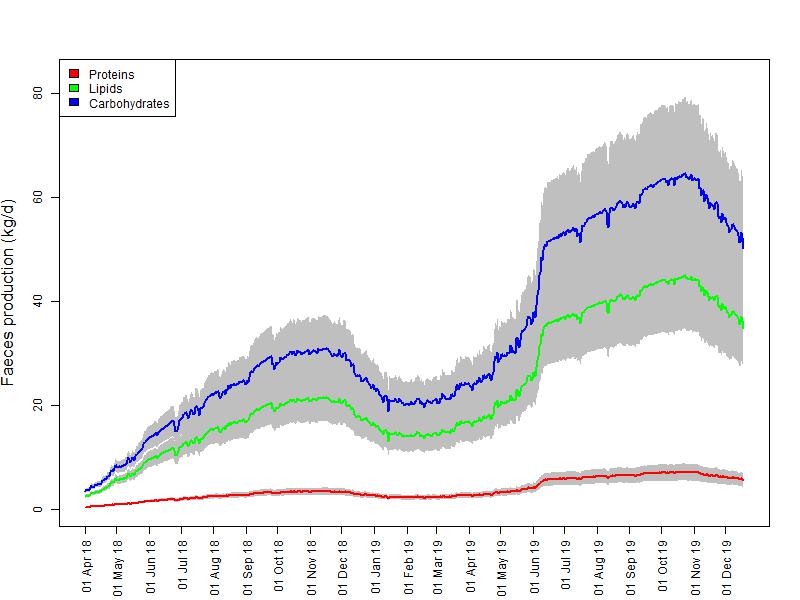 Proteins
Lipids
Carbohydrates
Faeces production (kg/d)
80
60
40
20
0
01 Apr 18
01 May 18
01 Jun 18
01 Jul 18
01 Aug 18
01 Sep 18
01 Oct 18
01 Nov 18
01 Dec 18
01 Jan 19
01 Feb 19
01 Mar 19
01 Apr 19
01 May 19
01 Jun 19
01 Jul 19
01 Aug 19
01 Sep 19
01 Oct 19
01 Nov 19
01 Dec 19